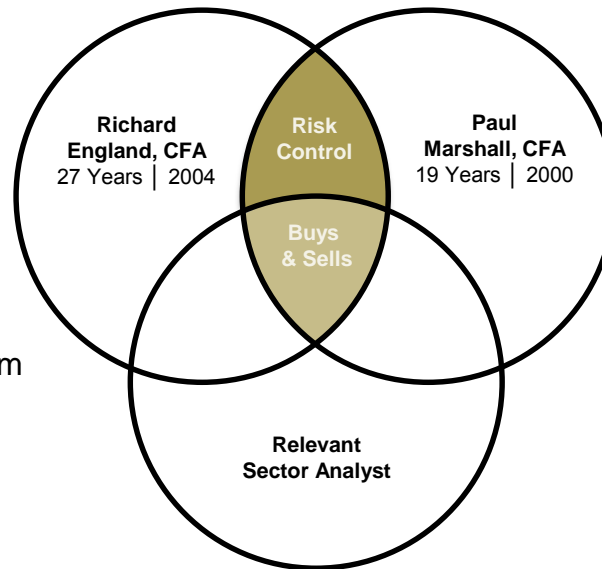 Richard
England, CFA
27 Years | 2004
Risk
Control
Paul
Marshall, CFA
19 Years | 2000
Buys
& Sells
m
Relevant
Sector Analyst